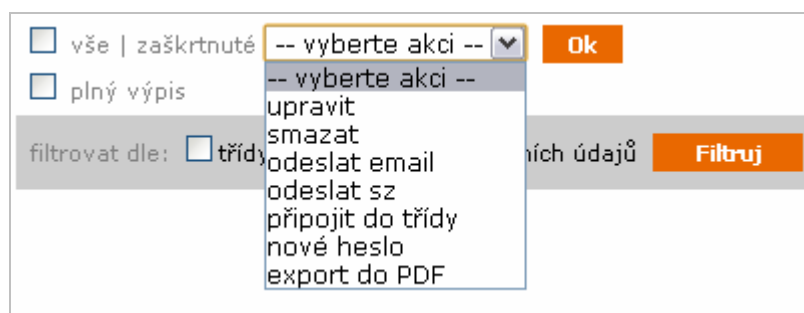 vše | zaškrtnuté -- vyberte akci -- Ok
-- vyberte akci --
plný výpis
upravit
smazat
filtrovat dle: třídy ních údajů Filtruj
odeslat email
odeslat sz
připojit do třídy
nové heslo
export do PDF